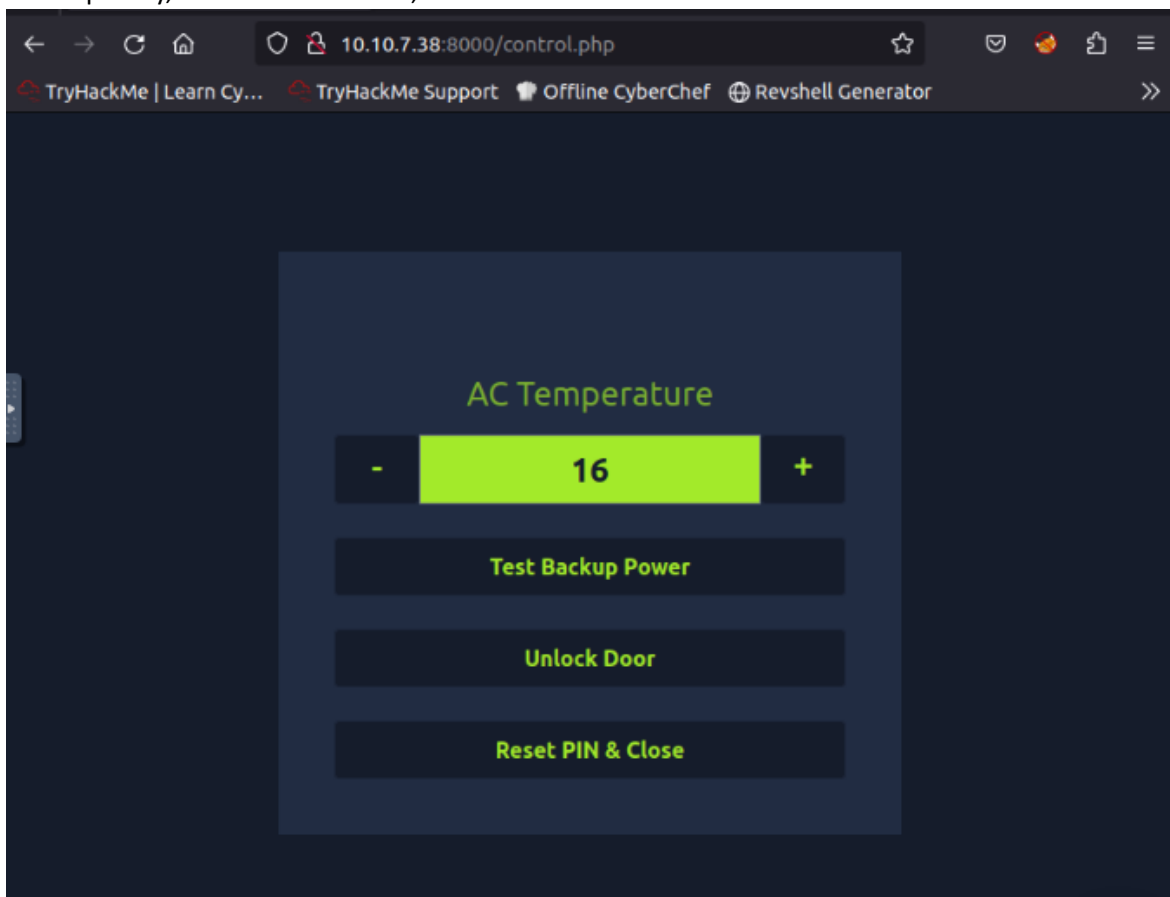 10.10.7.38:8000/control.php
TryHackMe | Learn Cy... TryHackMe Support Offline CyberChef Revshell Generator
AC Temperature
- 16 +
Test Backup Power
Unlock Door
Reset PIN & Close